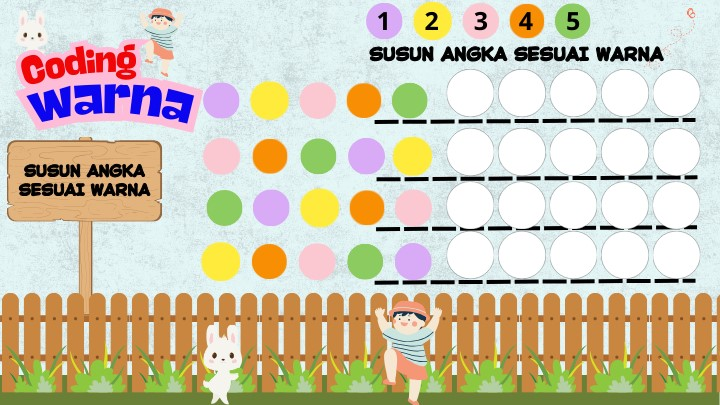 1 2 3 4 5
SUSUN ANGKA SESUAI WARNA
Coding
Warna
SUSUN ANGKA
SESUAI WARNA